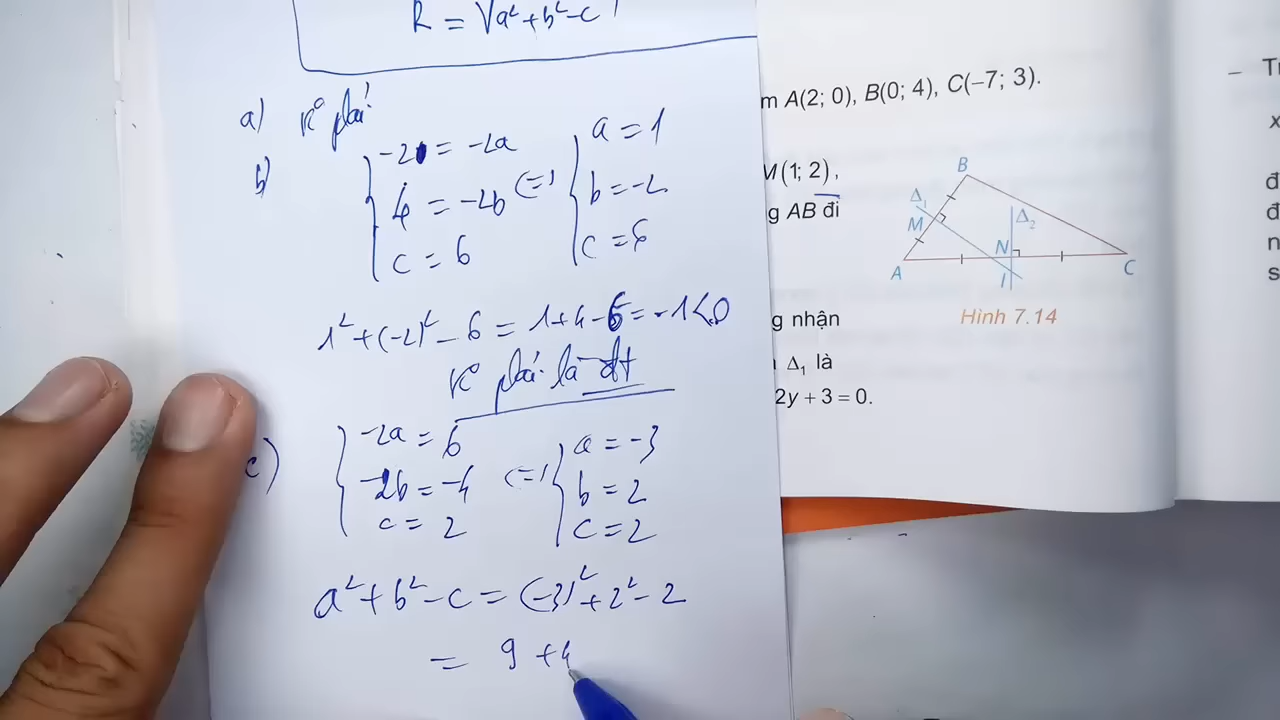 R = √a²+b²-c
a) K° phải
b)
-2 = -2a
4 = -2b
c = 6
<=>
a = 1
b = -2
c = 6
1² + (-2)² - 6 = 1+4-6 = -1 < 0
K° phải là đt
c)
-2a = 6
-2b = -4
c = 2
<=>
a = -3
b = 2
c = 2
a² + b² - c = (-3)² + 2² - 2
= 9 + 4
m A(2; 0), B(0; 4), C(-7; 3).
M(1; 2),
g AB đi
g nhận
Δ₁ là
2y + 3 = 0.
B
Δ₁
M
Δ₂
N
A
C
I
Hình 7.14
–
x
đ
đ
n
s